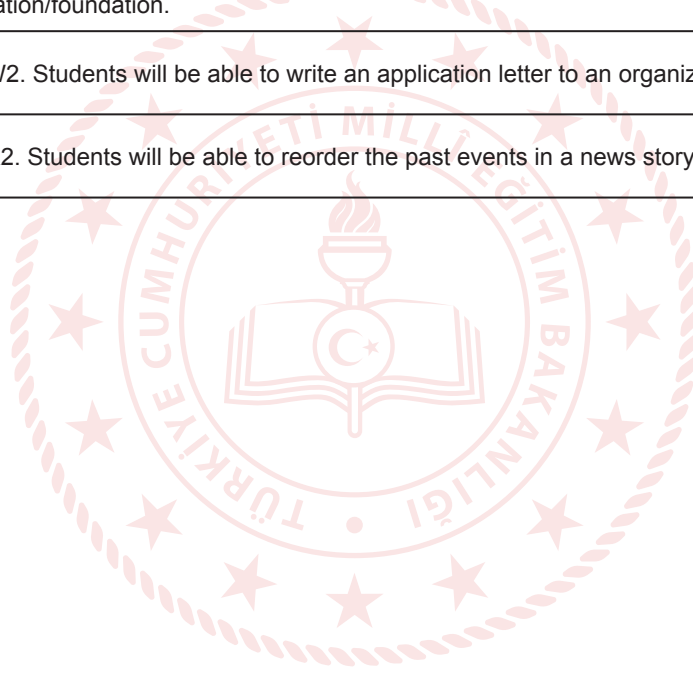 ation/foundation.
/2. Students will be able to write an application letter to an organiz
2. Students will be able to reorder the past events in a news story
TÜRKİYE CUMHURİYETİ MİLLÎ EĞİTİM BAKANLIĞI